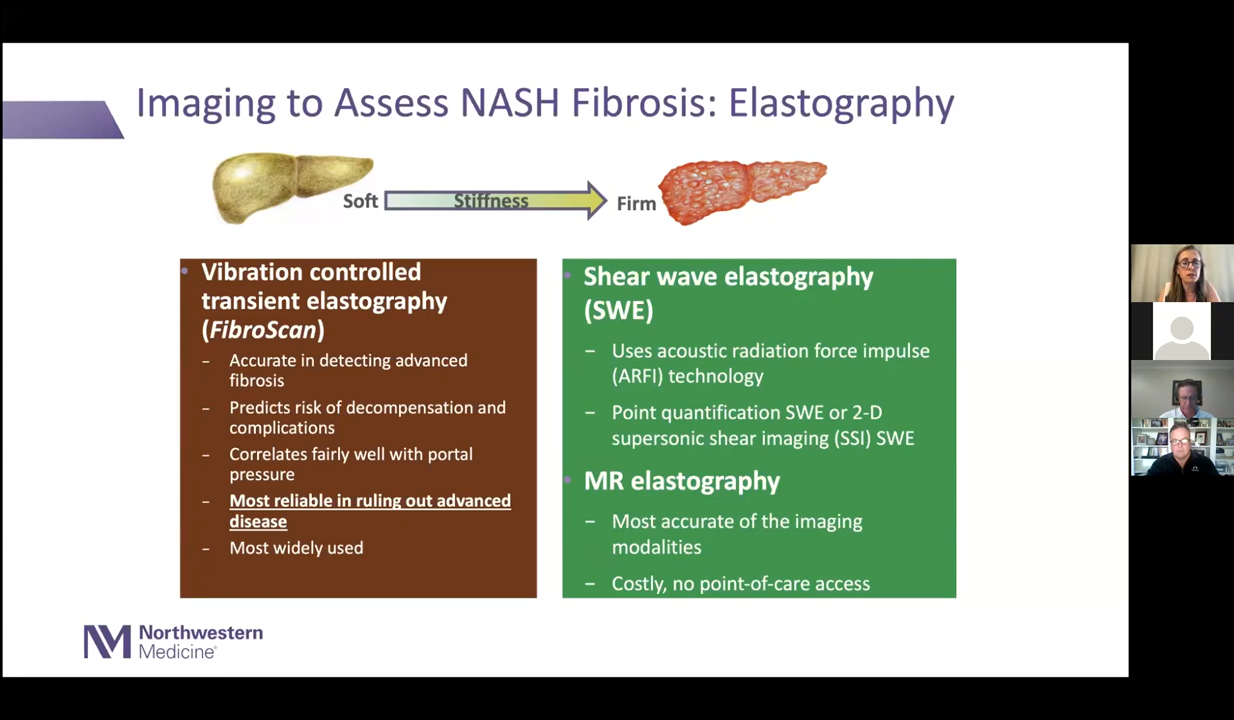 Imaging to Assess NASH Fibrosis: Elastography
Soft
Stiffness
Firm
• Vibration controlled
transient elastography
(FibroScan)
– Accurate in detecting advanced
fibrosis
– Predicts risk of decompensation and
complications
– Correlates fairly well with portal
pressure
– Most reliable in ruling out advanced
disease
– Most widely used
• Shear wave elastography
(SWE)
– Uses acoustic radiation force impulse
(ARFI) technology
– Point quantification SWE or 2-D
supersonic shear imaging (SSI) SWE
• MR elastography
– Most accurate of the imaging
modalities
– Costly, no point-of-care access
NM Northwestern
Medicine®